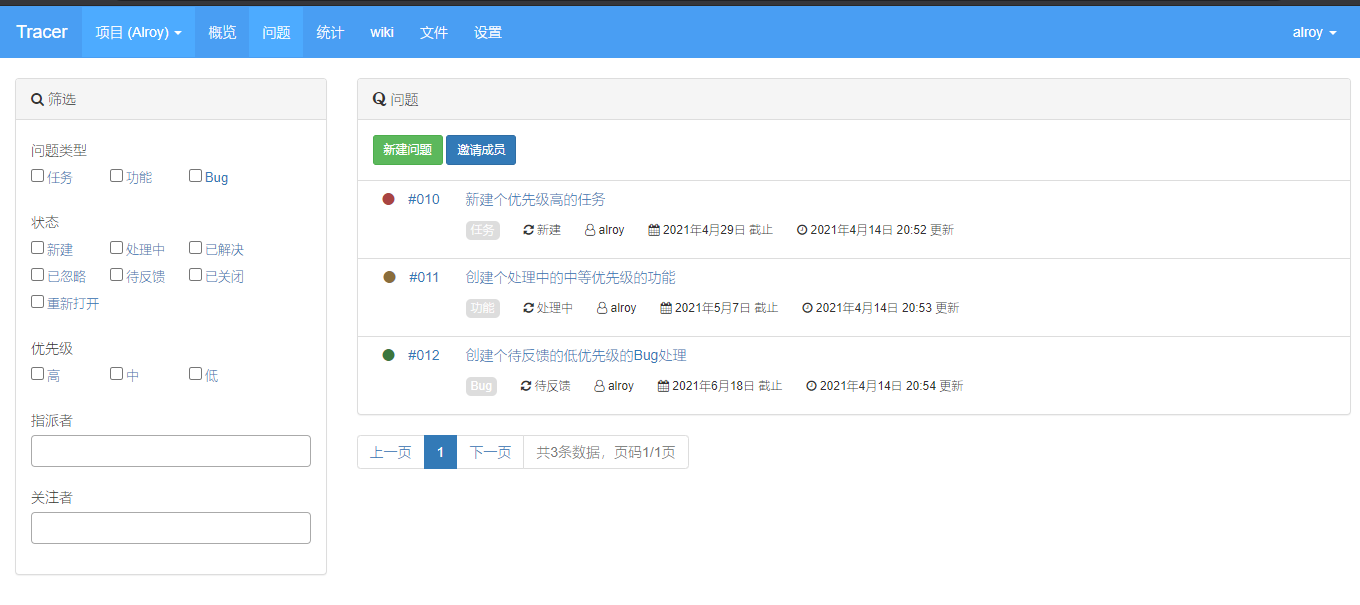 Tracer 项目 (Alroy) 概览 问题 统计 wiki 文件 设置 alroy
筛选
问题类型
任务 功能 Bug
状态
新建 处理中 已解决
已忽略 待反馈 已关闭
重新打开
优先级
高 中 低
指派者
关注者
问题
新建问题 邀请成员
#010 新建个优先级高的任务
任务 新建 alroy 2021年4月29日 截止 2021年4月14日 20:52 更新
#011 创建个处理中的中等优先级的功能
功能 处理中 alroy 2021年5月7日 截止 2021年4月14日 20:53 更新
#012 创建个待反馈的低优先级的Bug处理
Bug 待反馈 alroy 2021年6月18日 截止 2021年4月14日 20:54 更新
上一页 1 下一页 共3条数据，页码1/1页